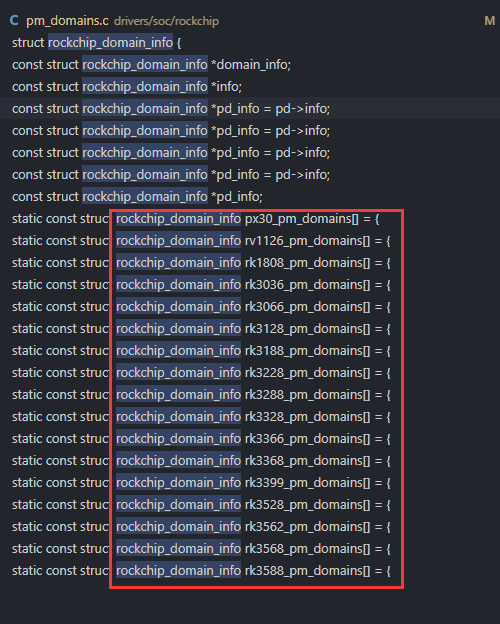 C pm_domains.c drivers/soc/rockchip M
struct rockchip_domain_info {
const struct rockchip_domain_info *domain_info;
const struct rockchip_domain_info *info;
const struct rockchip_domain_info *pd_info = pd->info;
const struct rockchip_domain_info *pd_info = pd->info;
const struct rockchip_domain_info *pd_info = pd->info;
const struct rockchip_domain_info *pd_info = pd->info;
const struct rockchip_domain_info *pd_info;
static const struct rockchip_domain_info px30_pm_domains[] = {
static const struct rockchip_domain_info rv1126_pm_domains[] = {
static const struct rockchip_domain_info rk1808_pm_domains[] = {
static const struct rockchip_domain_info rk3036_pm_domains[] = {
static const struct rockchip_domain_info rk3066_pm_domains[] = {
static const struct rockchip_domain_info rk3128_pm_domains[] = {
static const struct rockchip_domain_info rk3188_pm_domains[] = {
static const struct rockchip_domain_info rk3228_pm_domains[] = {
static const struct rockchip_domain_info rk3288_pm_domains[] = {
static const struct rockchip_domain_info rk3328_pm_domains[] = {
static const struct rockchip_domain_info rk3366_pm_domains[] = {
static const struct rockchip_domain_info rk3368_pm_domains[] = {
static const struct rockchip_domain_info rk3399_pm_domains[] = {
static const struct rockchip_domain_info rk3528_pm_domains[] = {
static const struct rockchip_domain_info rk3562_pm_domains[] = {
static const struct rockchip_domain_info rk3568_pm_domains[] = {
static const struct rockchip_domain_info rk3588_pm_domains[] = {